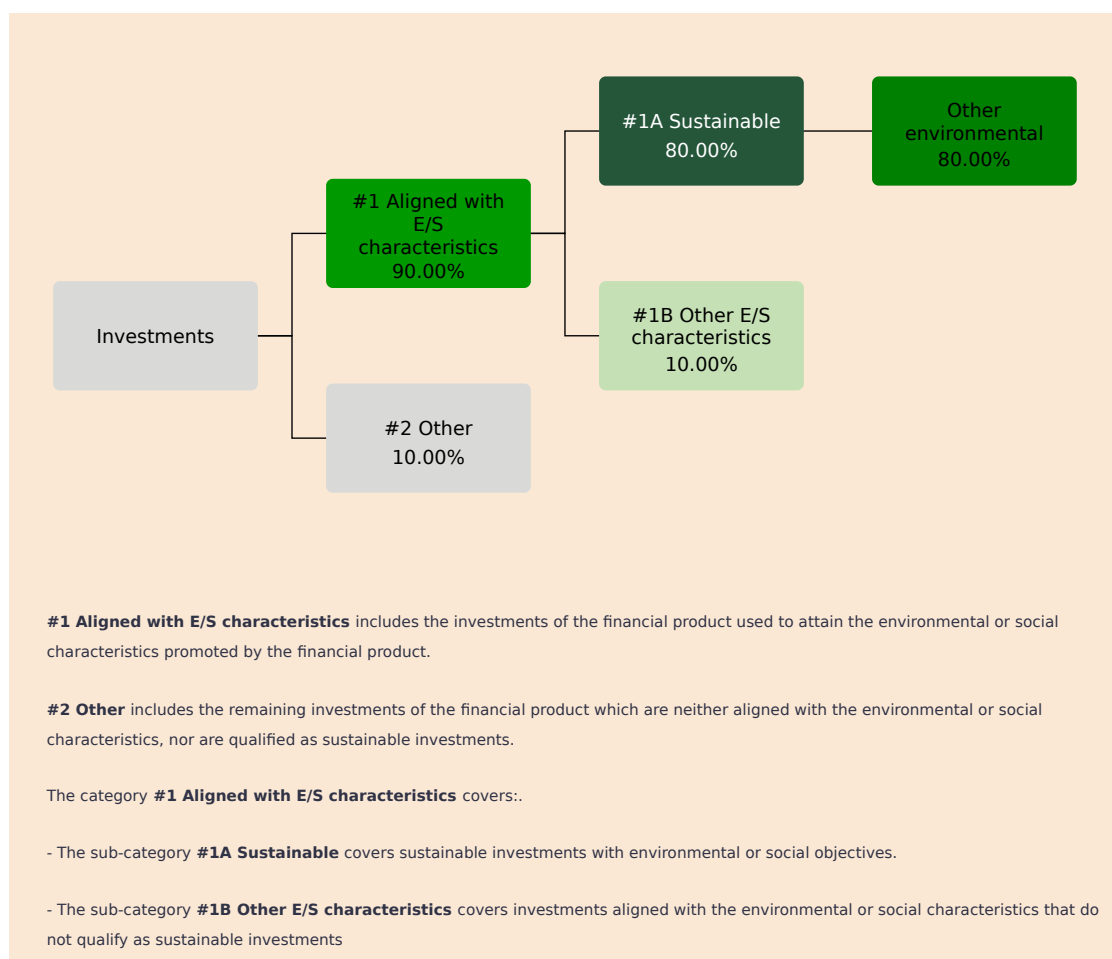 #1A Sustainable
80.00%
Other
environmental
80.00%
#1 Aligned with
E/S
characteristics
90.00%
Investments
#1B Other E/S
characteristics
10.00%
#2 Other
10.00%
#1 Aligned with E/S characteristics includes the investments of the financial product used to attain the environmental or social
characteristics promoted by the financial product.
#2 Other includes the remaining investments of the financial product which are neither aligned with the environmental or social
characteristics, nor are qualified as sustainable investments.
The category #1 Aligned with E/S characteristics covers:.
- The sub-category #1A Sustainable covers sustainable investments with environmental or social objectives.
- The sub-category #1B Other E/S characteristics covers investments aligned with the environmental or social characteristics that do
not qualify as sustainable investments